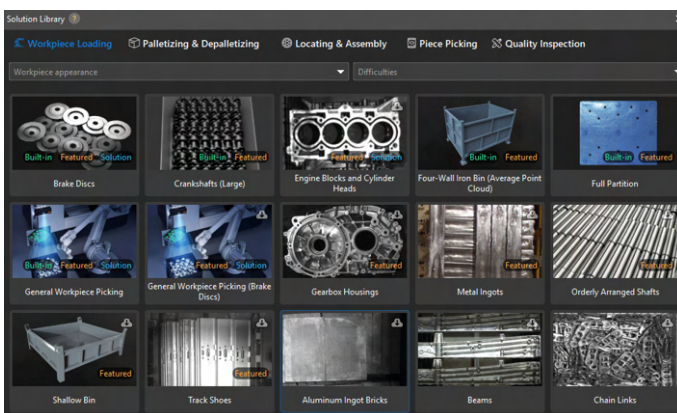 Solution Library ?
Workpiece Loading Palletizing & Depalletizing Locating & Assembly Piece Picking Quality Inspection
Workpiece appearance Difficulties
Built-in Featured Solution
Brake Discs
Built-in Featured
Crankshafts (Large)
Featured Solution
Engine Blocks and Cylinder
Heads
Built-in Featured
Four-Wall Iron Bin (Average Point
Cloud)
Built-in Featured
Full Partition
Built-in Featured Solution
General Workpiece Picking
Built-in Featured Solution
General Workpiece Picking (Brake
Discs)
Featured
Gearbox Housings
Featured
Metal Ingots
Featured
Orderly Arranged Shafts
Featured
Shallow Bin
Track Shoes
Aluminum Ingot Bricks
Beams
Chain Links